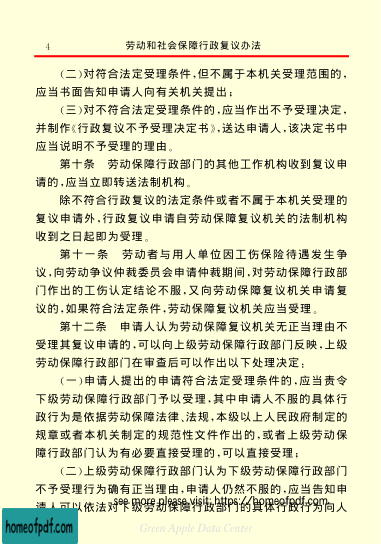 4 劳动和社会保障行政复议办法
(二)对符合法定受理条件,但不属于本机关受理范围的,
应当书面告知申请人向有关机关提出;
(三)对不符合法定受理条件的,应当作出不予受理决定,
并制作《行政复议不予受理决定书》,送达申请人,该决定书中
应当说明不予受理的理由。
第十条 劳动保障行政部门的其他工作机构收到复议申
请的,应当立即转送法制机构。
除不符合行政复议的法定条件或者不属于本机关受理的
复议申请外,行政复议申请自劳动保障复议机关的法制机构
收到之日起即为受理。
第十一条 劳动者与用人单位因工伤保险待遇发生争
议,向劳动争议仲裁委员会申请仲裁期间,对劳动保障行政部
门作出的工伤认定结论不服,又向劳动保障复议机关申请复
议的,如果符合法定条件,劳动保障复议机关应当受理。
第十二条 申请人认为劳动保障复议机关无正当理由不
受理其复议申请的,可以向上级劳动保障行政部门反映,上级
劳动保障行政部门在审查后可以作出以下处理决定:
(一)申请人提出的申请符合法定受理条件的,应当责令
下级劳动保障行政部门予以受理,其中申请人不服的具体行
政行为是依据劳动保障法律、法规,本级以上人民政府制定的
规章或者本机关制定的规范性文件作出的,或者上级劳动保
障行政部门认为有必要直接受理的,可以直接受理;
(二)上级劳动保障行政部门认为下级劳动保障行政部门
不予受理行为确有正当理由,申请人仍然不服的,应当告知申
请人可以依法对下级劳动保障行政部门的具体行政行为向人
see more please visit: https://homeofpdf.com
homeofpdf.com
Green Apple Data Center